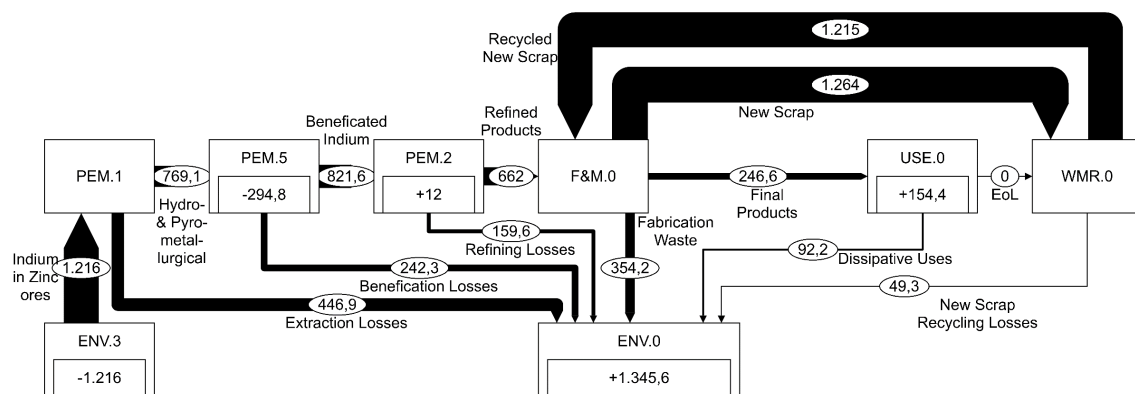 1.215
Recycled
New Scrap
1.264
New Scrap
Beneficated
Indium
Refined
Products
PEM.1
769,1
PEM.5
-294,8
821,6
PEM.2
+12
662
F&M.0
246,6
Final
Products
USE.0
+154,4
0
EoL
WMR.0
Hydro-
& Pyro-
metal-
lurgical
159,6
Refining Losses
Fabrication
Waste
92,2
Dissipative Uses
Indium
in Zinc
ores
1.216
242,3
Benefication Losses
354,2
49,3
New Scrap
Recycling Losses
446,9
Extraction Losses
ENV.3
-1.216
ENV.0
+1.345,6